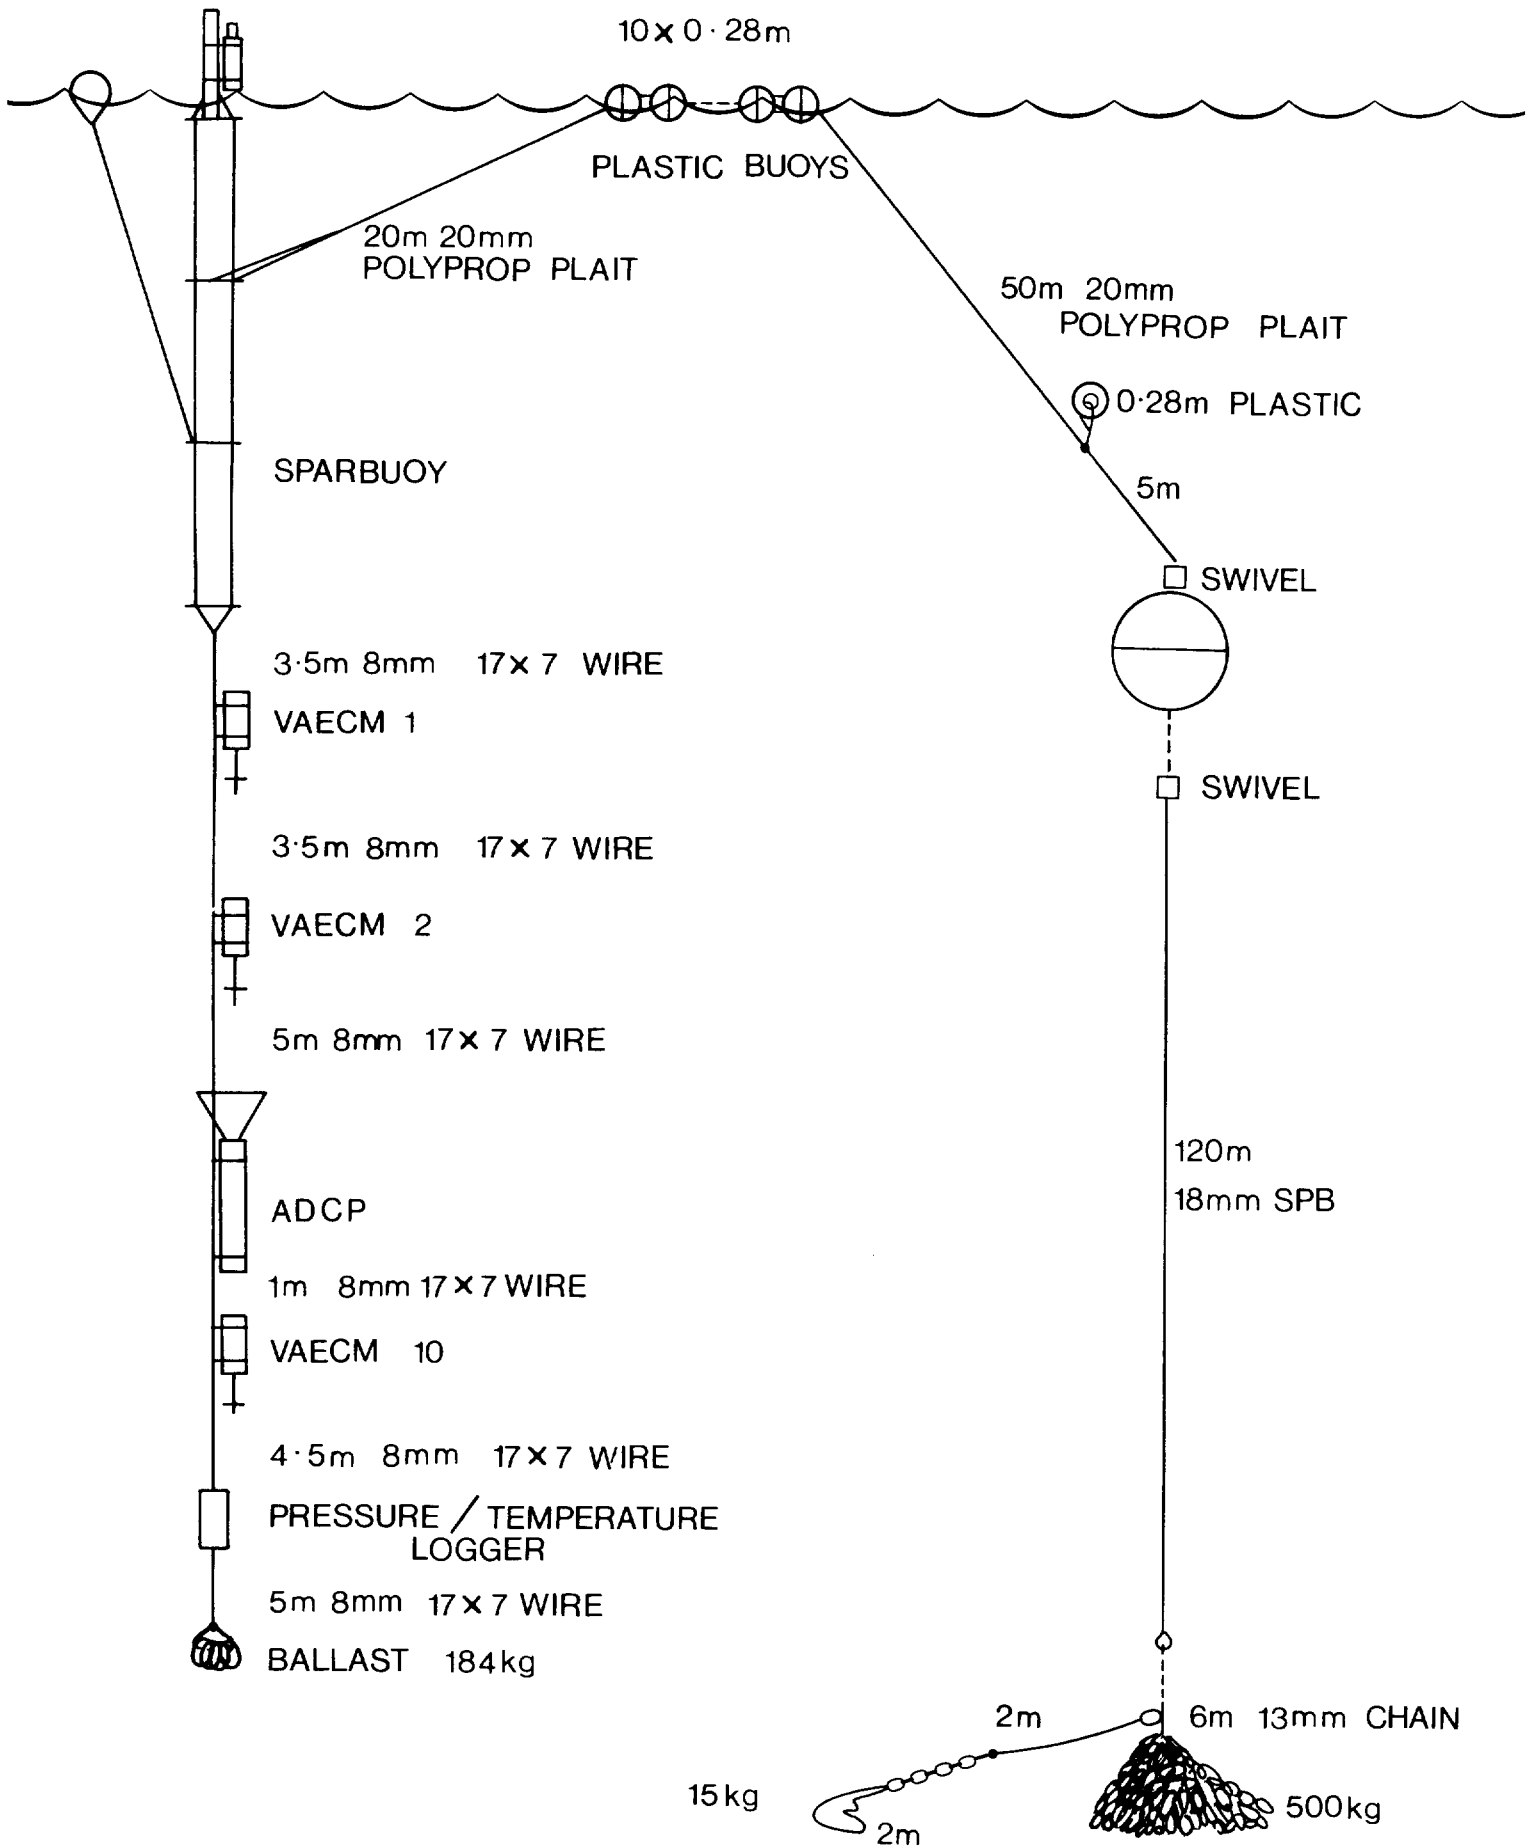 10 x 0·28m
PLASTIC BUOYS
20m 20mm
POLYPROP PLAIT
50m 20mm
POLYPROP PLAIT
0·28m PLASTIC
5m
SPARBUOY
SWIVEL
3·5m 8mm 17 x 7 WIRE
VAECM 1
SWIVEL
3·5m 8mm 17 x 7 WIRE
VAECM 2
5m 8mm 17 x 7 WIRE
120m
18mm SPB
ADCP
1m 8mm 17 x 7 WIRE
VAECM 10
4·5m 8mm 17 x 7 WIRE
PRESSURE / TEMPERATURE
LOGGER
5m 8mm 17 x 7 WIRE
BALLAST 184kg
2m
6m 13mm CHAIN
15kg
500kg
2m